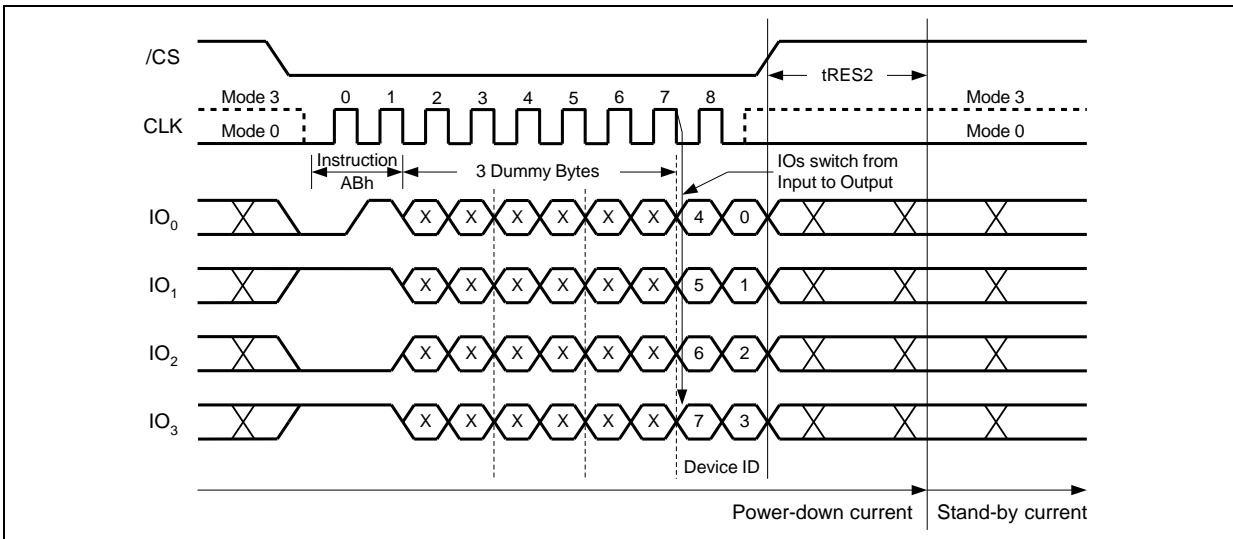 /CS
tRES2
Mode 3 0 1 2 3 4 5 6 7 8 Mode 3
CLK
Mode 0 Mode 0
Instruction
ABh
3 Dummy Bytes
IOs switch from
Input to Output
IO0 X X X X X X 4 0
IO1 X X X X X X 5 1
IO2 X X X X X X 6 2
IO3 X X X X X X 7 3
Device ID
Power-down current Stand-by current